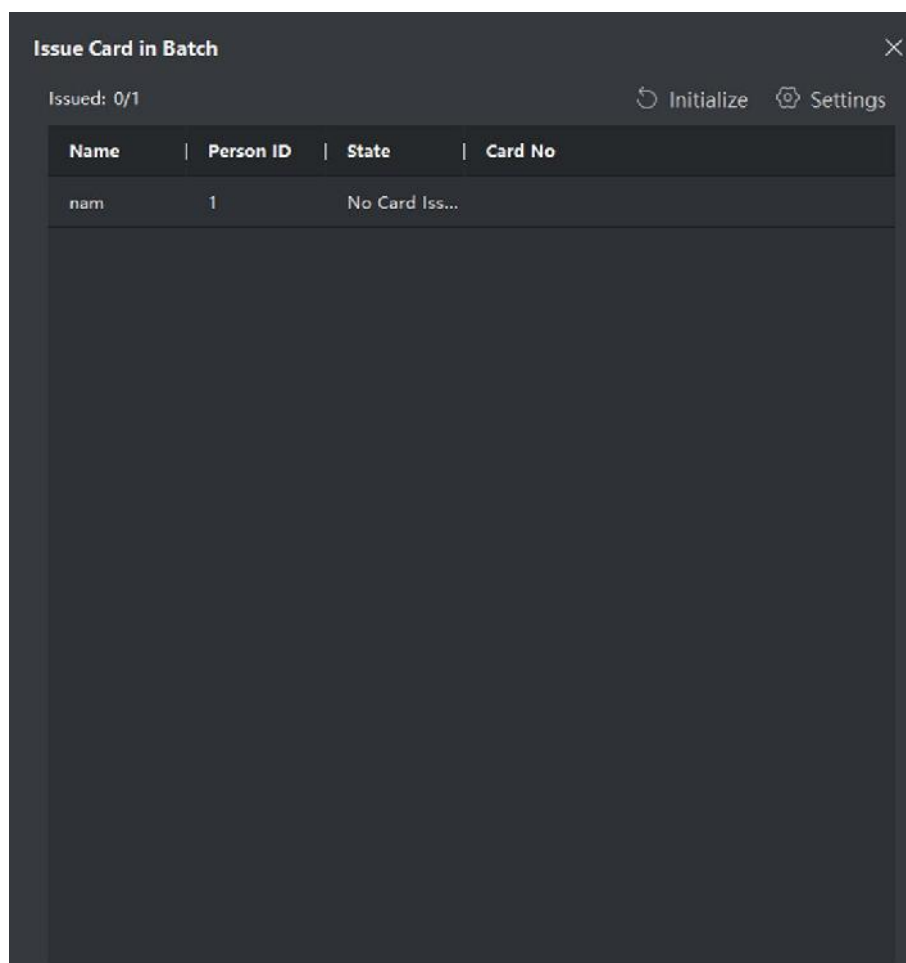 Issue Card in Batch
Issued: 0/1 Initialize Settings
Name | Person ID | State | Card No
nam 1 No Card Iss...